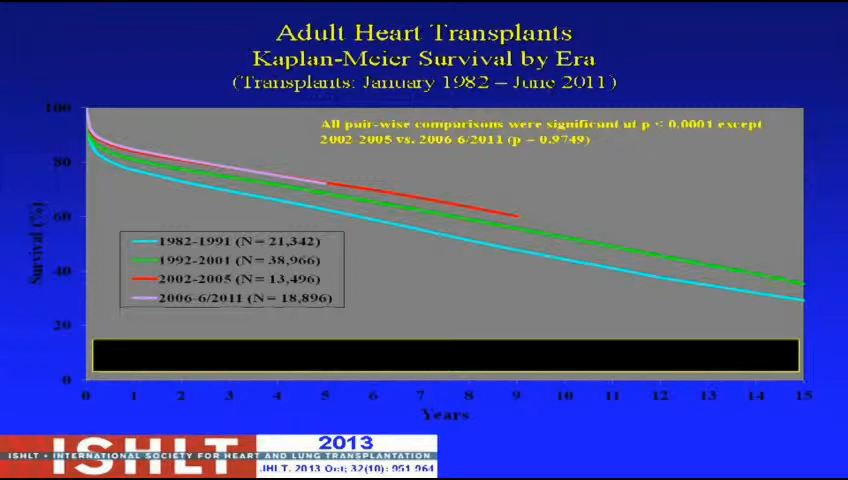 Adult Heart Transplants
Kaplan-Meier Survival by Era
(Transplants: January 1982 – June 2011)
All pair-wise comparisons were significant at p < 0.0001 except
2002-2005 vs. 2006-6/2011 (p = 0.9749)
100
80
60
40
20
0
Survival (%)
1982-1991 (N = 21,342)
1992-2001 (N = 38,966)
2002-2005 (N = 13,496)
2006-6/2011 (N = 18,896)
0 1 2 3 4 5 6 7 8 9 10 11 12 13 14 15
Years
ISHLT
ISHLT • INTERNATIONAL SOCIETY FOR HEART AND LUNG TRANSPLANTATION
2013
JHLT. 2013 Oct; 32(10): 951-964